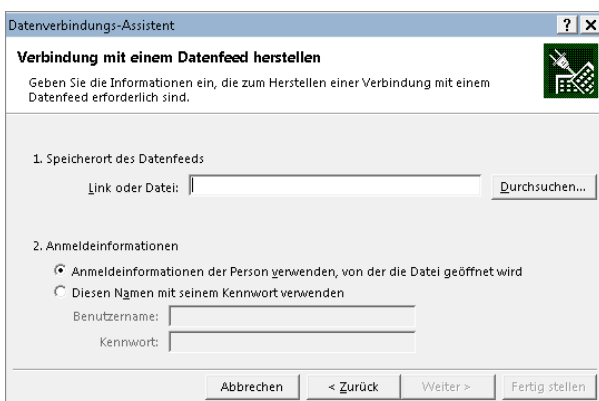 Datenverbindungs-Assistent
Verbindung mit einem Datenfeed herstellen
Geben Sie die Informationen ein, die zum Herstellen einer Verbindung mit einem
Datenfeed erforderlich sind.
1. Speicherort des Datenfeeds
Link oder Datei:
Durchsuchen...
2. Anmeldeinformationen
Anmeldeinformationen der Person verwenden, von der die Datei geöffnet wird
Diesen Namen mit seinem Kennwort verwenden
Benutzername:
Kennwort:
Abbrechen < Zurück Weiter > Fertig stellen